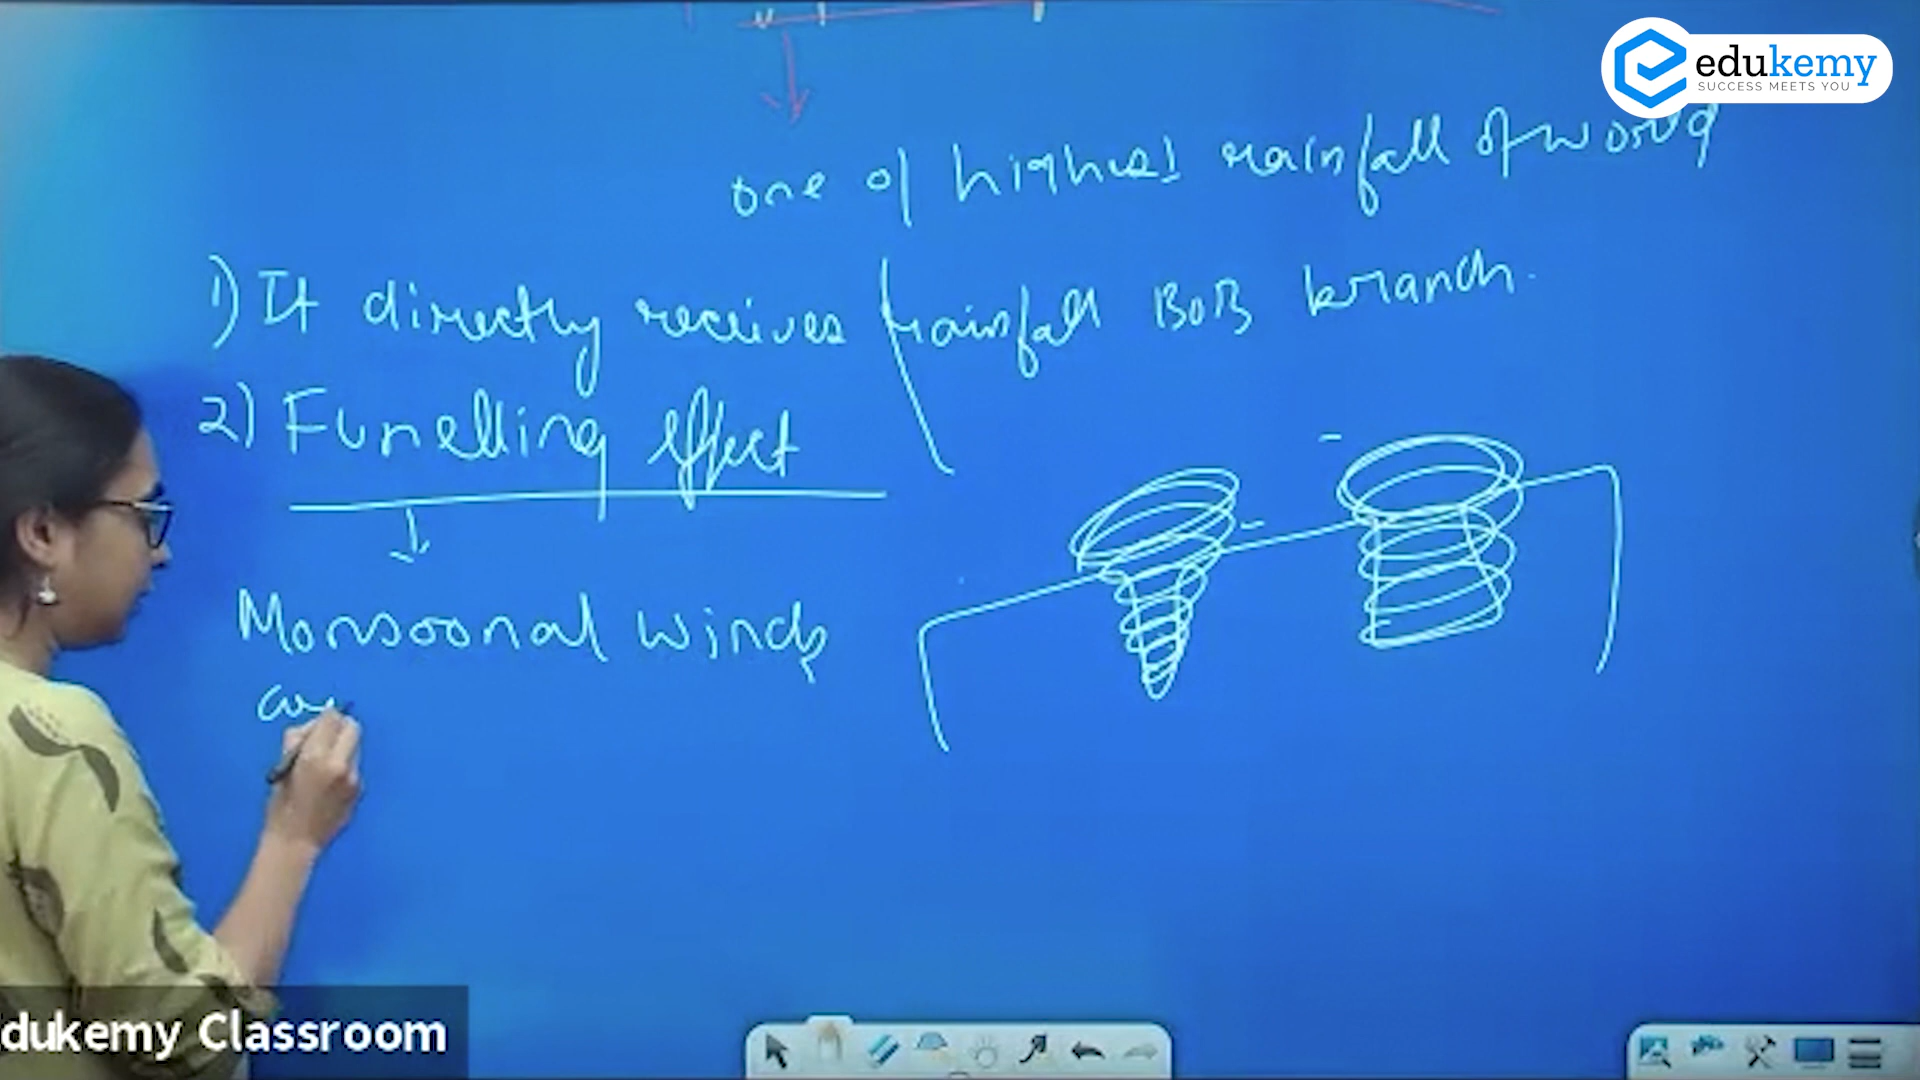 edukemy
SUCCESS MEETS YOU
one of highest rainfall of world
1) It directly receives rainfall BOB branch.
2) Funelling effect
Monsoonal winds
are
dukemy Classroom